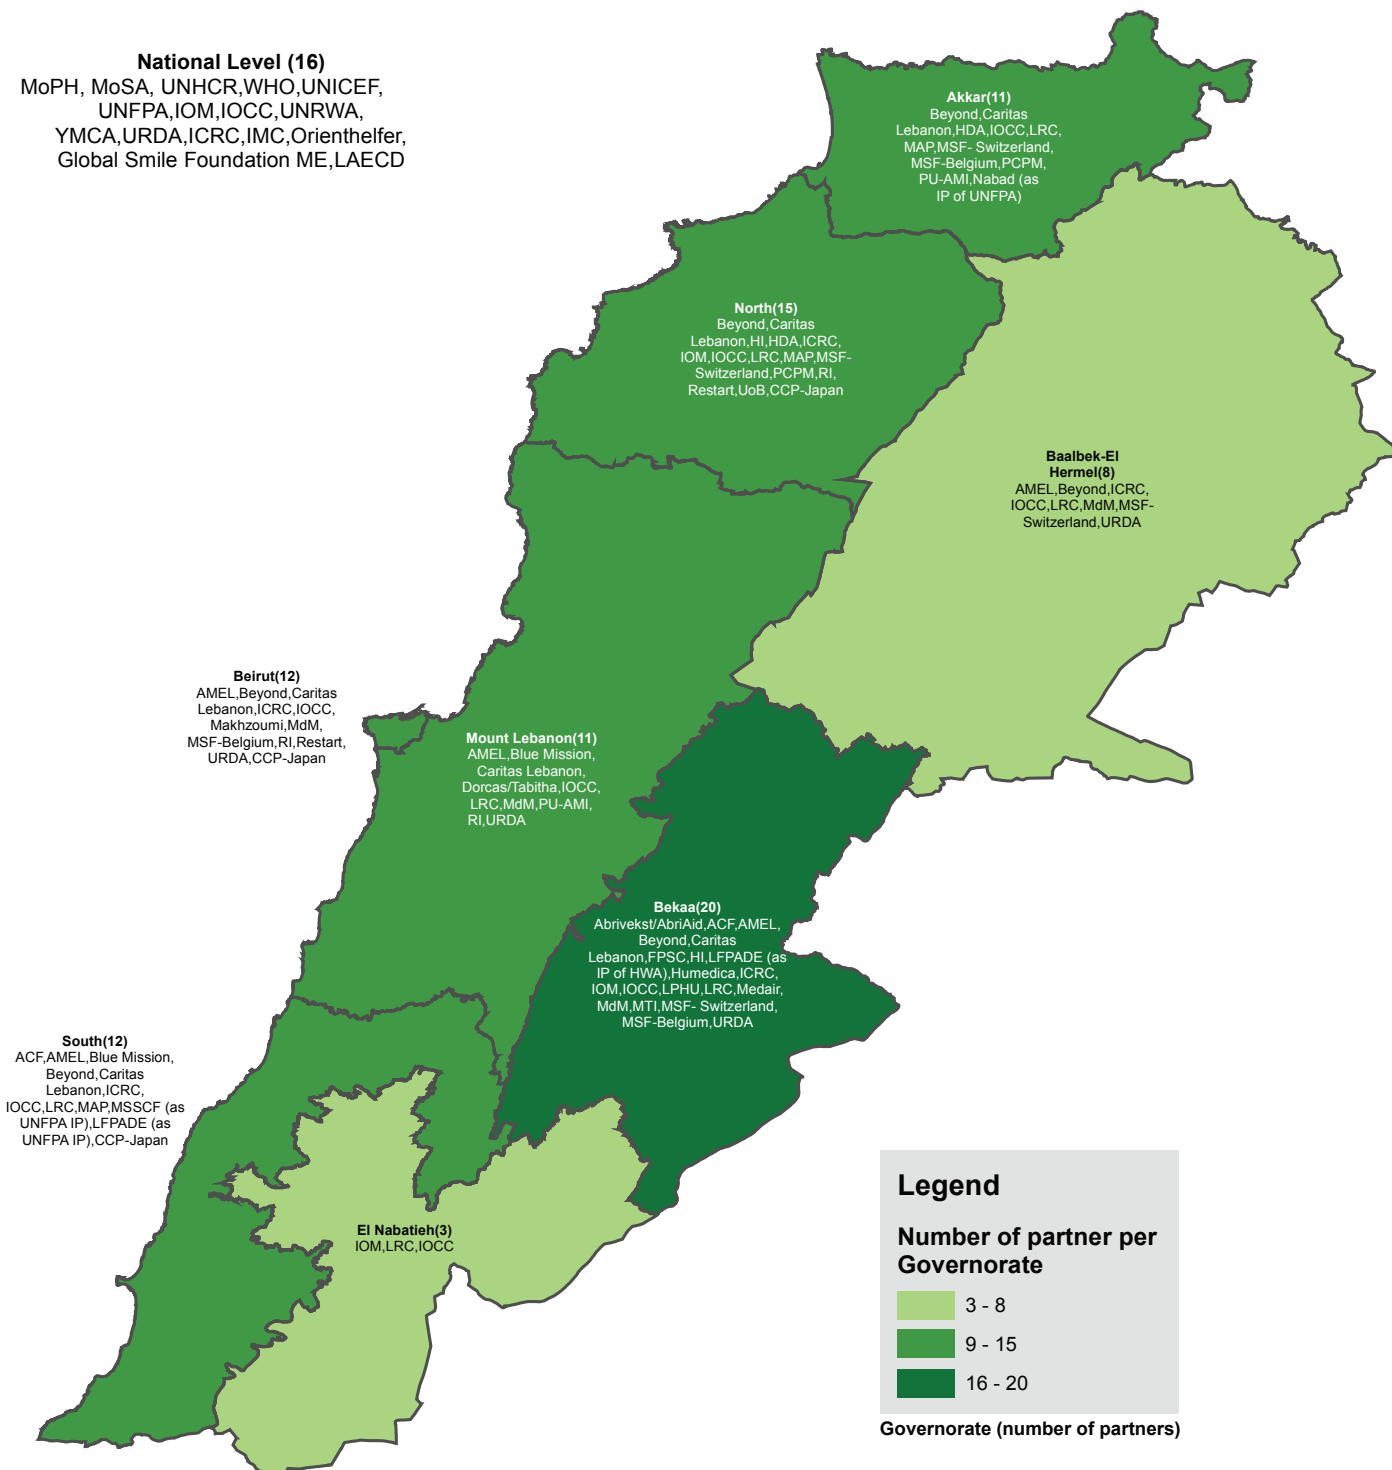 National Level (16)
MoPH, MoSA, UNHCR,WHO,UNICEF,
UNFPA,IOM,IOCC,UNRWA,
YMCA,URDA,ICRC,IMC,Orienthelfer,
Global Smile Foundation ME,LAECD
Akkar(11)
Beyond,Caritas
Lebanon,HDA,IOCC,LRC,
MAP,MSF- Switzerland,
MSF-Belgium,PCPM,
PU-AMI,Nabad (as
IP of UNFPA)
North(15)
Beyond,Caritas
Lebanon,HI,HDA,ICRC,
IOM,IOCC,LRC,MAP,MSF-
Switzerland,PCPM,RI,
Restart,UoB,CCP-Japan
Baalbek-El
Hermel(8)
AMEL,Beyond,ICRC,
IOCC,LRC,MdM,MSF-
Switzerland,URDA
Beirut(12)
AMEL,Beyond,Caritas
Lebanon,ICRC,IOCC,
Makhzoumi,MdM,
MSF-Belgium,RI,Restart,
URDA,CCP-Japan
Mount Lebanon(11)
AMEL,Blue Mission,
Caritas Lebanon,
Dorcas/Tabitha,IOCC,
LRC,MdM,PU-AMI,
RI,URDA
Bekaa(20)
Abrivekst/AbriAid,ACF,AMEL,
Beyond,Caritas
Lebanon,FPSC,HI,LFPADE (as
IP of HWA),Humedica,ICRC,
IOM,IOCC,LPHU,LRC,Medair,
MdM,MTI,MSF- Switzerland,
MSF-Belgium,URDA
South(12)
ACF,AMEL,Blue Mission,
Beyond,Caritas
Lebanon,ICRC,
IOCC,LRC,MAP,MSSCF (as
UNFPA IP),LFPADE (as
UNFPA IP),CCP-Japan
El Nabatieh(3)
IOM,LRC,IOCC
Legend
Number of partner per
Governorate
3 - 8
9 - 15
16 - 20
Governorate (number of partners)